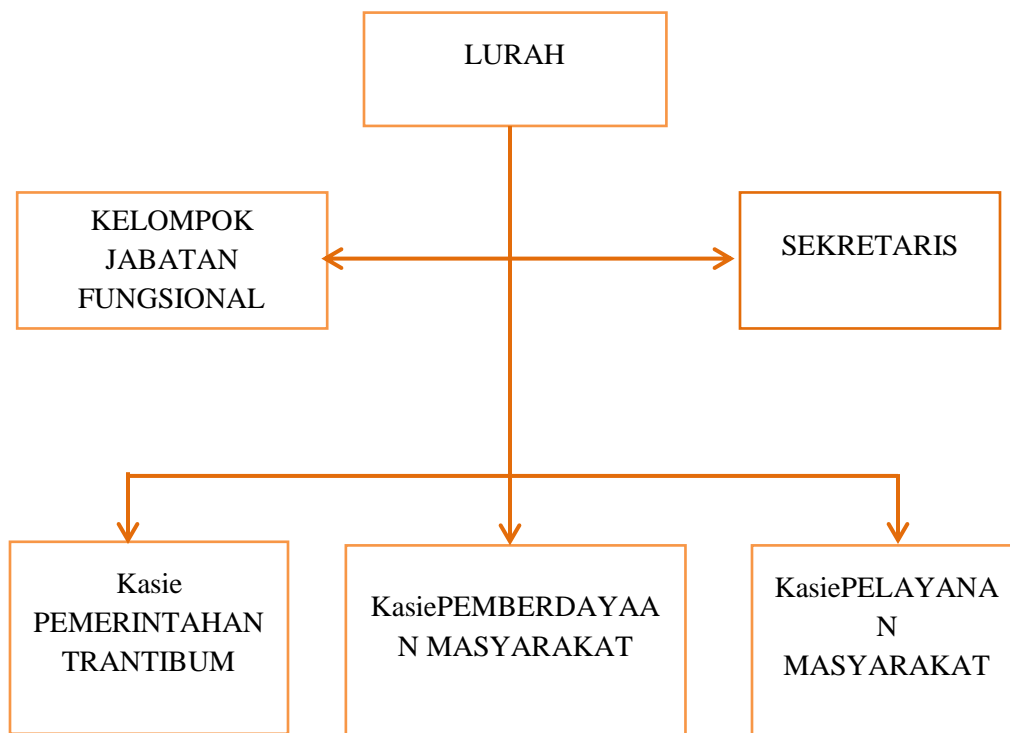 LURAH
KELOMPOK
JABATAN
FUNGSIONAL
SEKRETARIS
Kasie
PEMERINTAHAN
TRANTIBUM
KasiePEMBERDAYAA
N MASYARAKAT
KasiePELAYANA
N
MASYARAKAT